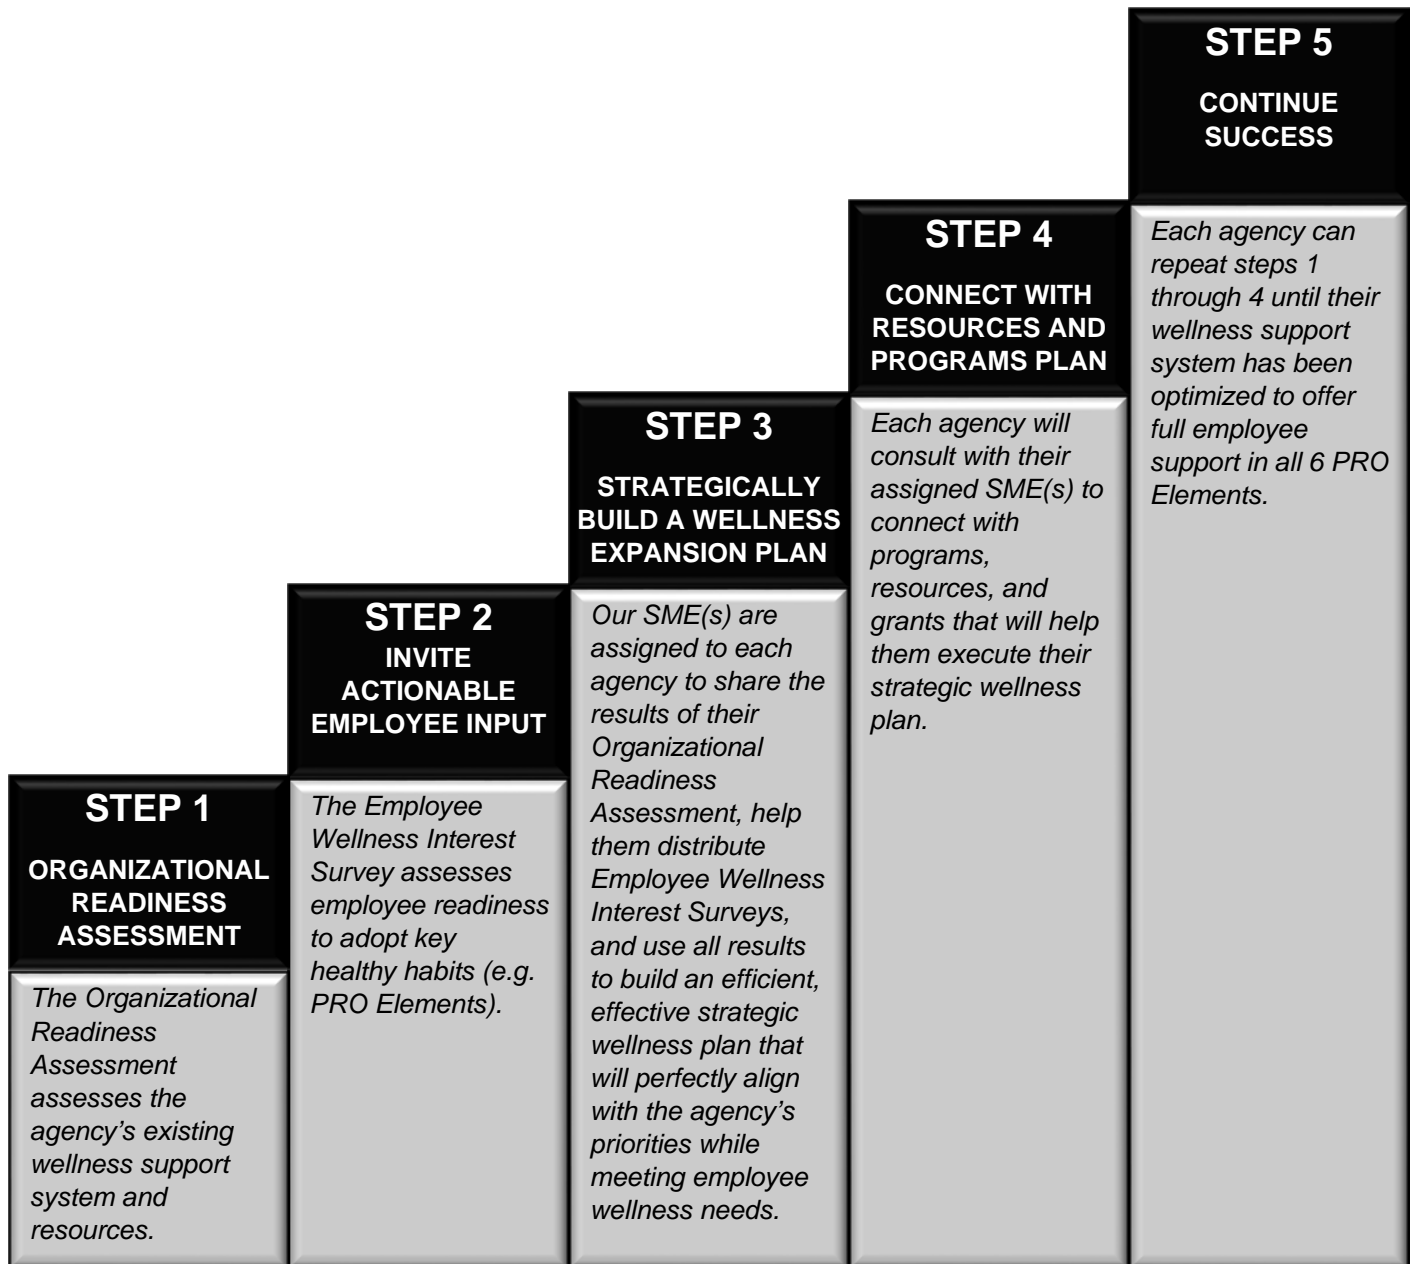 STEP 1
ORGANIZATIONAL
READINESS
ASSESSMENT
The Organizational
Readiness
Assessment
assesses the
agency’s existing
wellness support
system and
resources.
STEP 2
INVITE
ACTIONABLE
EMPLOYEE INPUT
The Employee
Wellness Interest
Survey assesses
employee readiness
to adopt key
healthy habits (e.g.
PRO Elements).
STEP 3
STRATEGICALLY
BUILD A WELLNESS
EXPANSION PLAN
Our SME(s) are
assigned to each
agency to share the
results of their
Organizational
Readiness
Assessment, help
them distribute
Employee Wellness
Interest Surveys,
and use all results
to build an efficient,
effective strategic
wellness plan that
will perfectly align
with the agency’s
priorities while
meeting employee
wellness needs.
STEP 4
CONNECT WITH
RESOURCES AND
PROGRAMS PLAN
Each agency will
consult with their
assigned SME(s) to
connect with
programs,
resources, and
grants that will help
them execute their
strategic wellness
plan.
STEP 5
CONTINUE
SUCCESS
Each agency can
repeat steps 1
through 4 until their
wellness support
system has been
optimized to offer
full employee
support in all 6 PRO
Elements.